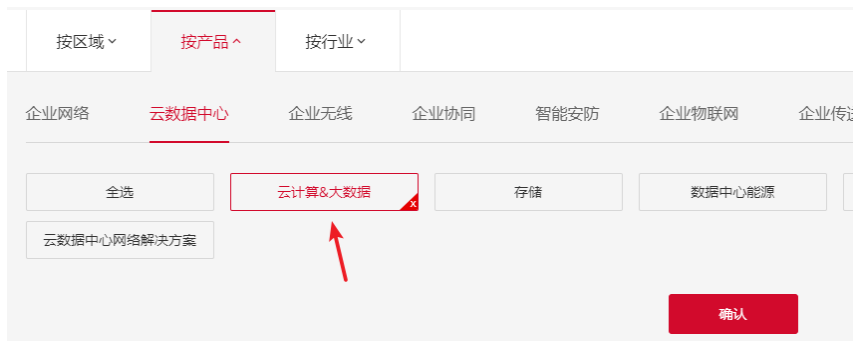 按区域 按产品 按行业
企业网络 云数据中心 企业无线 企业协同 智能安防 企业物联网 企业传送
全选 云计算&大数据 x 存储 数据中心能源
云数据中心网络解决方案
确认